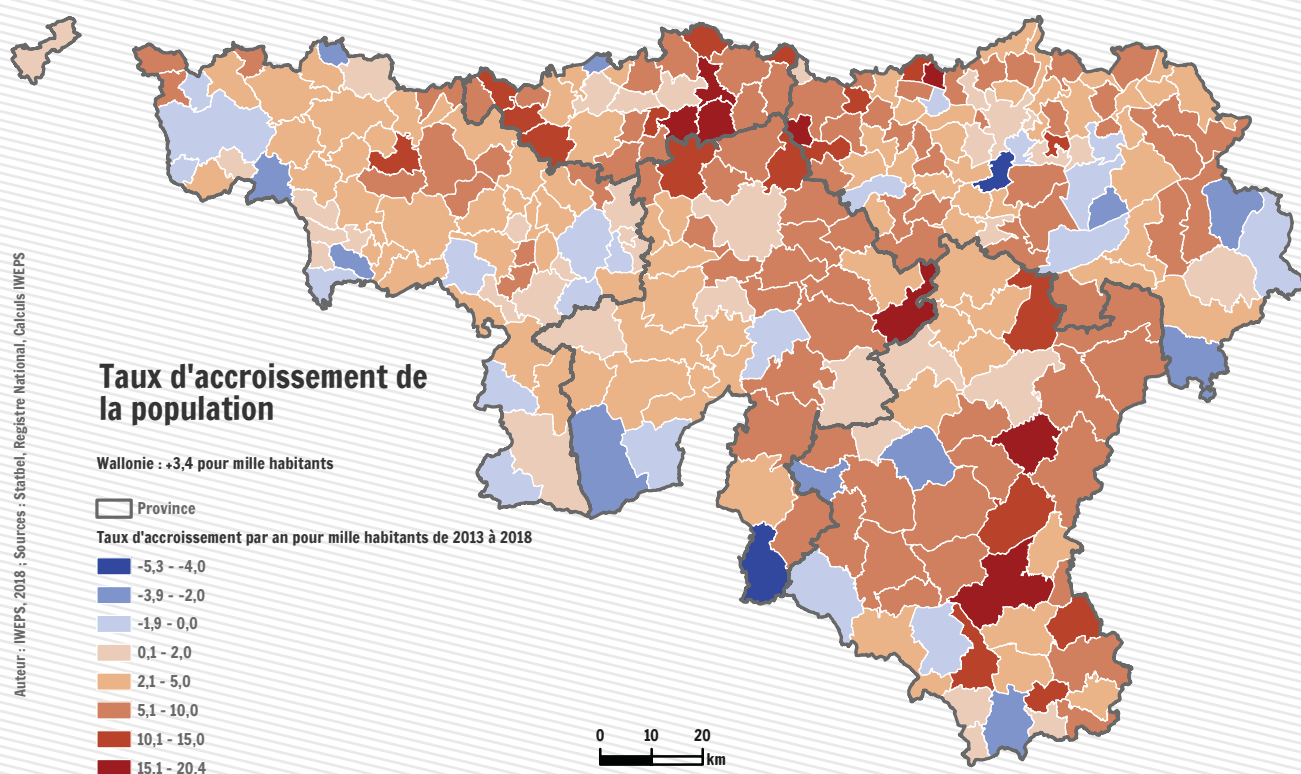 Taux d'accroissement de
la population
Wallonie : +3,4 pour mille habitants
Province
Taux d'accroissement par an pour mille habitants de 2013 à 2018
-5,3 - -4,0
-3,9 - -2,0
-1,9 - 0,0
0,1 - 2,0
2,1 - 5,0
5,1 - 10,0
10,1 - 15,0
15,1 - 20,4
0 10 20
km
Auteur : IWEPS, 2018 ; Sources : Statbel, Registre National, Calculs IWEPS